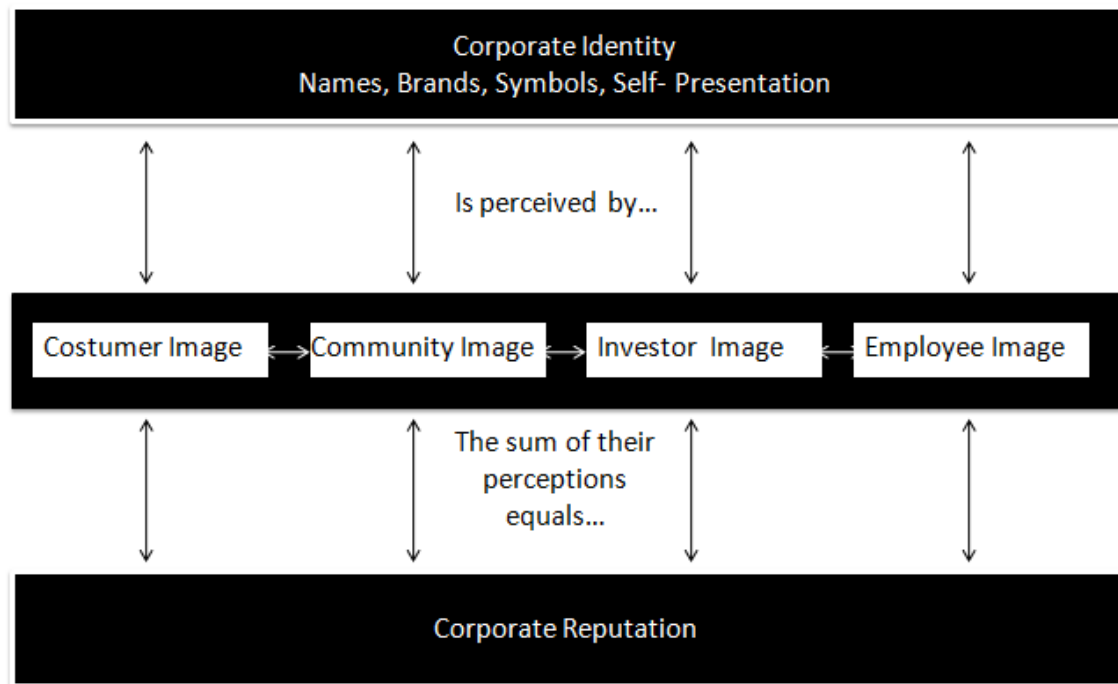 Corporate Identity
Names, Brands, Symbols, Self- Presentation
Is perceived by...
Costumer Image
Community Image
Investor Image
Employee Image
The sum of their
perceptions
equals...
Corporate Reputation